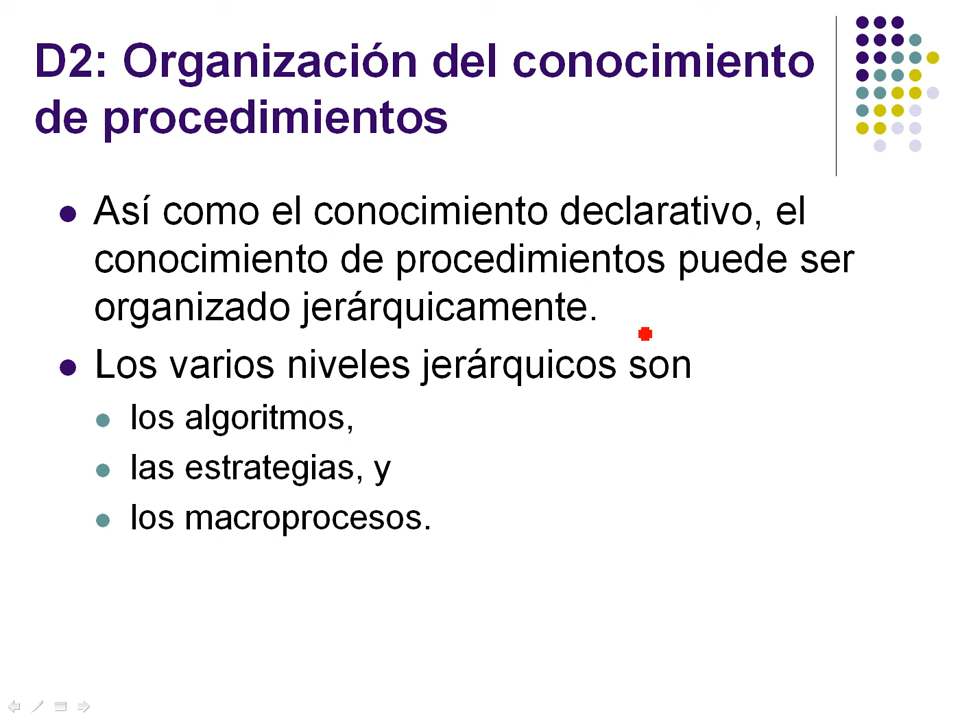 D2: Organización del conocimiento
de procedimientos
Así como el conocimiento declarativo, el
conocimiento de procedimientos puede ser
organizado jerárquicamente.
Los varios niveles jerárquicos son
los algoritmos,
las estrategias, y
los macroprocesos.